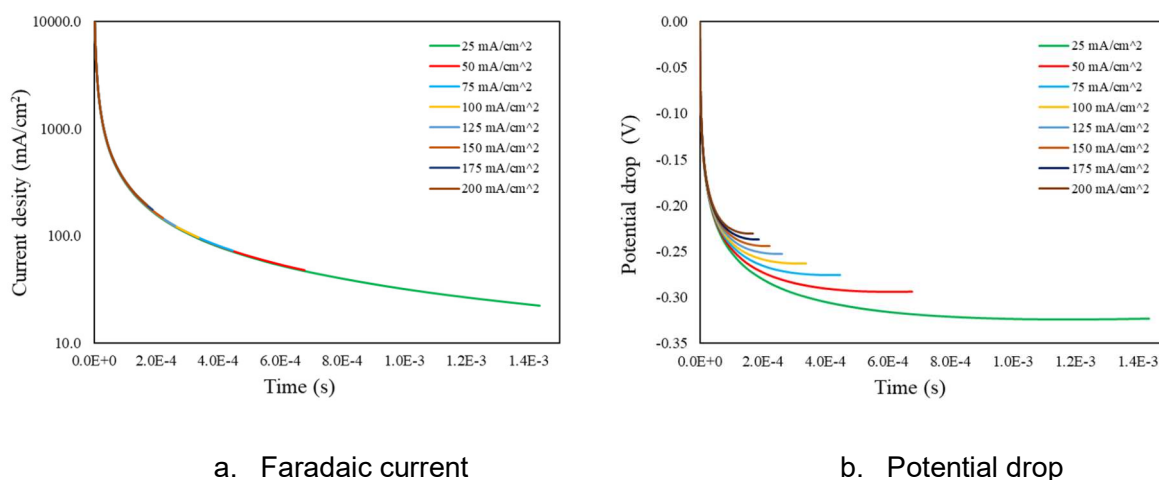 10000.0
1000.0
100.0
10.0
Current desity (mA/cm²)
25 mA/cm^2
50 mA/cm^2
75 mA/cm^2
100 mA/cm^2
125 mA/cm^2
150 mA/cm^2
175 mA/cm^2
200 mA/cm^2
0.0E+0 2.0E-4 4.0E-4 6.0E-4 8.0E-4 1.0E-3 1.2E-3 1.4E-3
Time (s)
a. Faradaic current
0.00
-0.05
-0.10
-0.15
-0.20
-0.25
-0.30
-0.35
Potential drop (V)
25 mA/cm^2
50 mA/cm^2
75 mA/cm^2
100 mA/cm^2
125 mA/cm^2
150 mA/cm^2
175 mA/cm^2
200 mA/cm^2
0.0E+0 2.0E-4 4.0E-4 6.0E-4 8.0E-4 1.0E-3 1.2E-3 1.4E-3
Time (s)
b. Potential drop